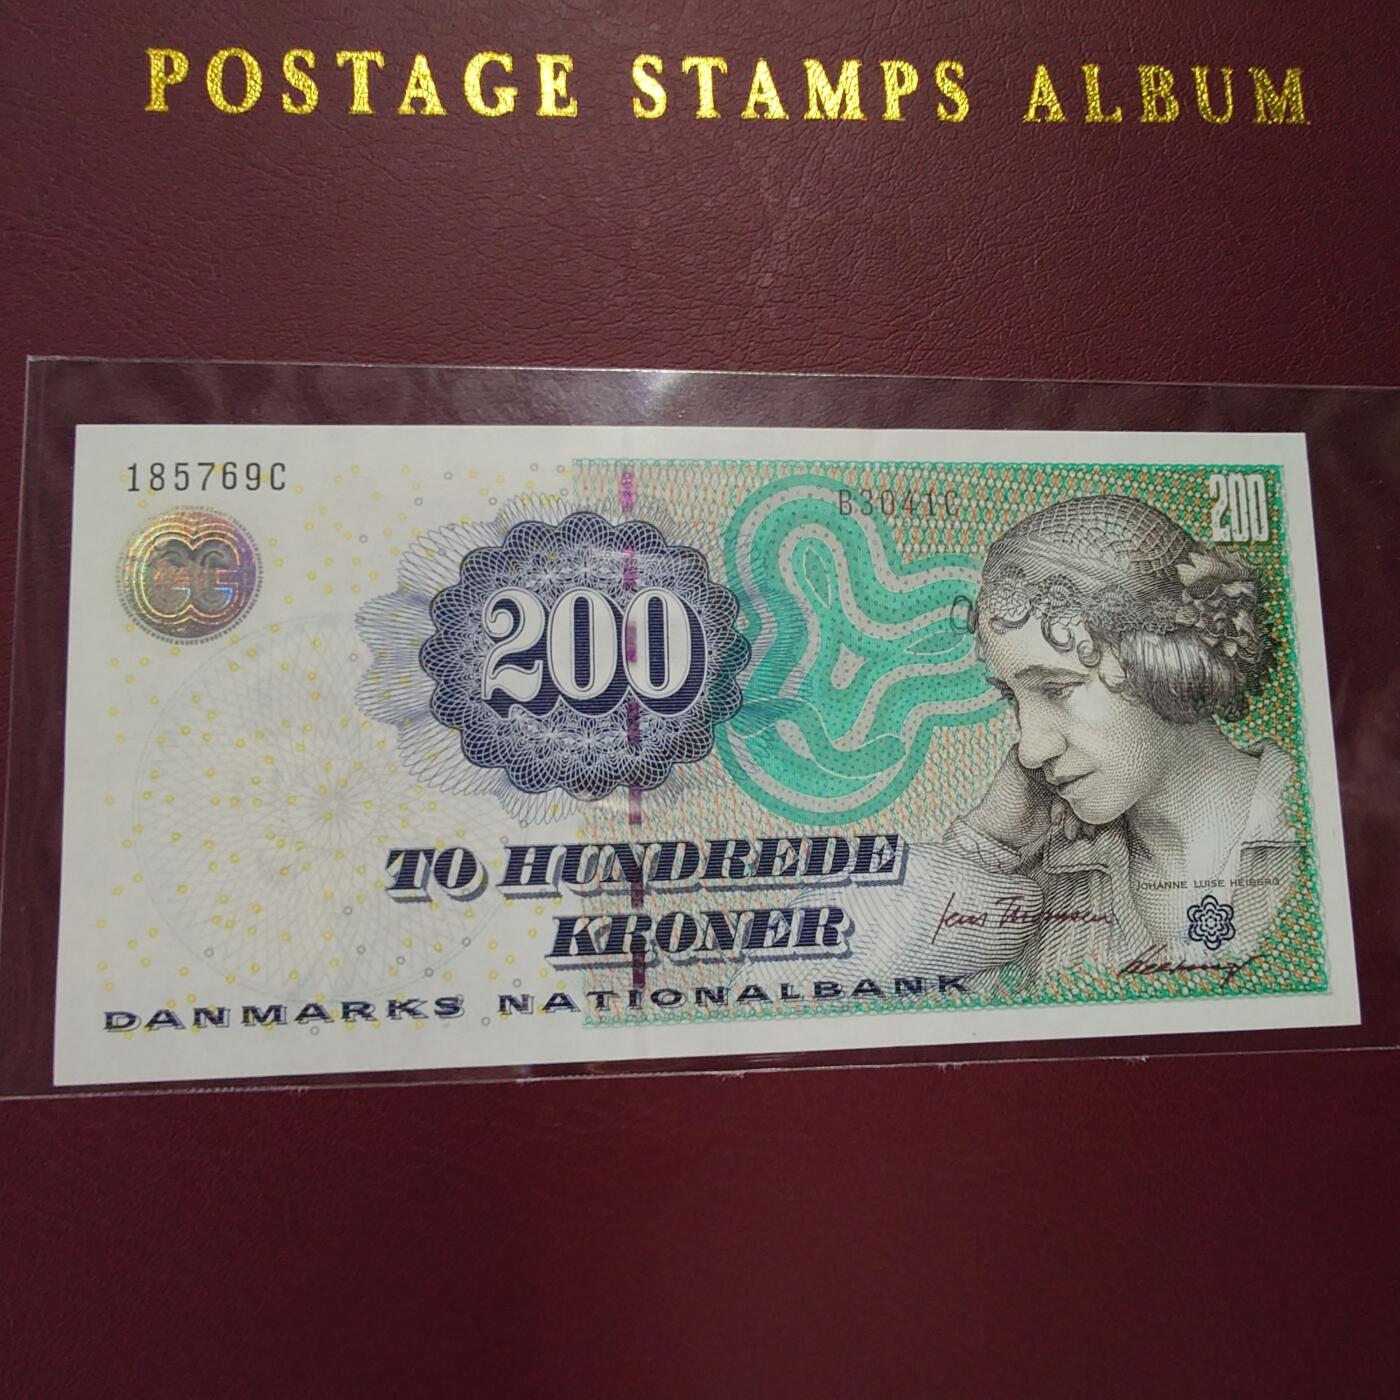 POSTAGE STAMPS ALBUM
185769C
B3041C
200
200
TO HUNDREDE
KRONER
JOHANNE LUISE HEIBERG
DANMARKS NATIONALBANK